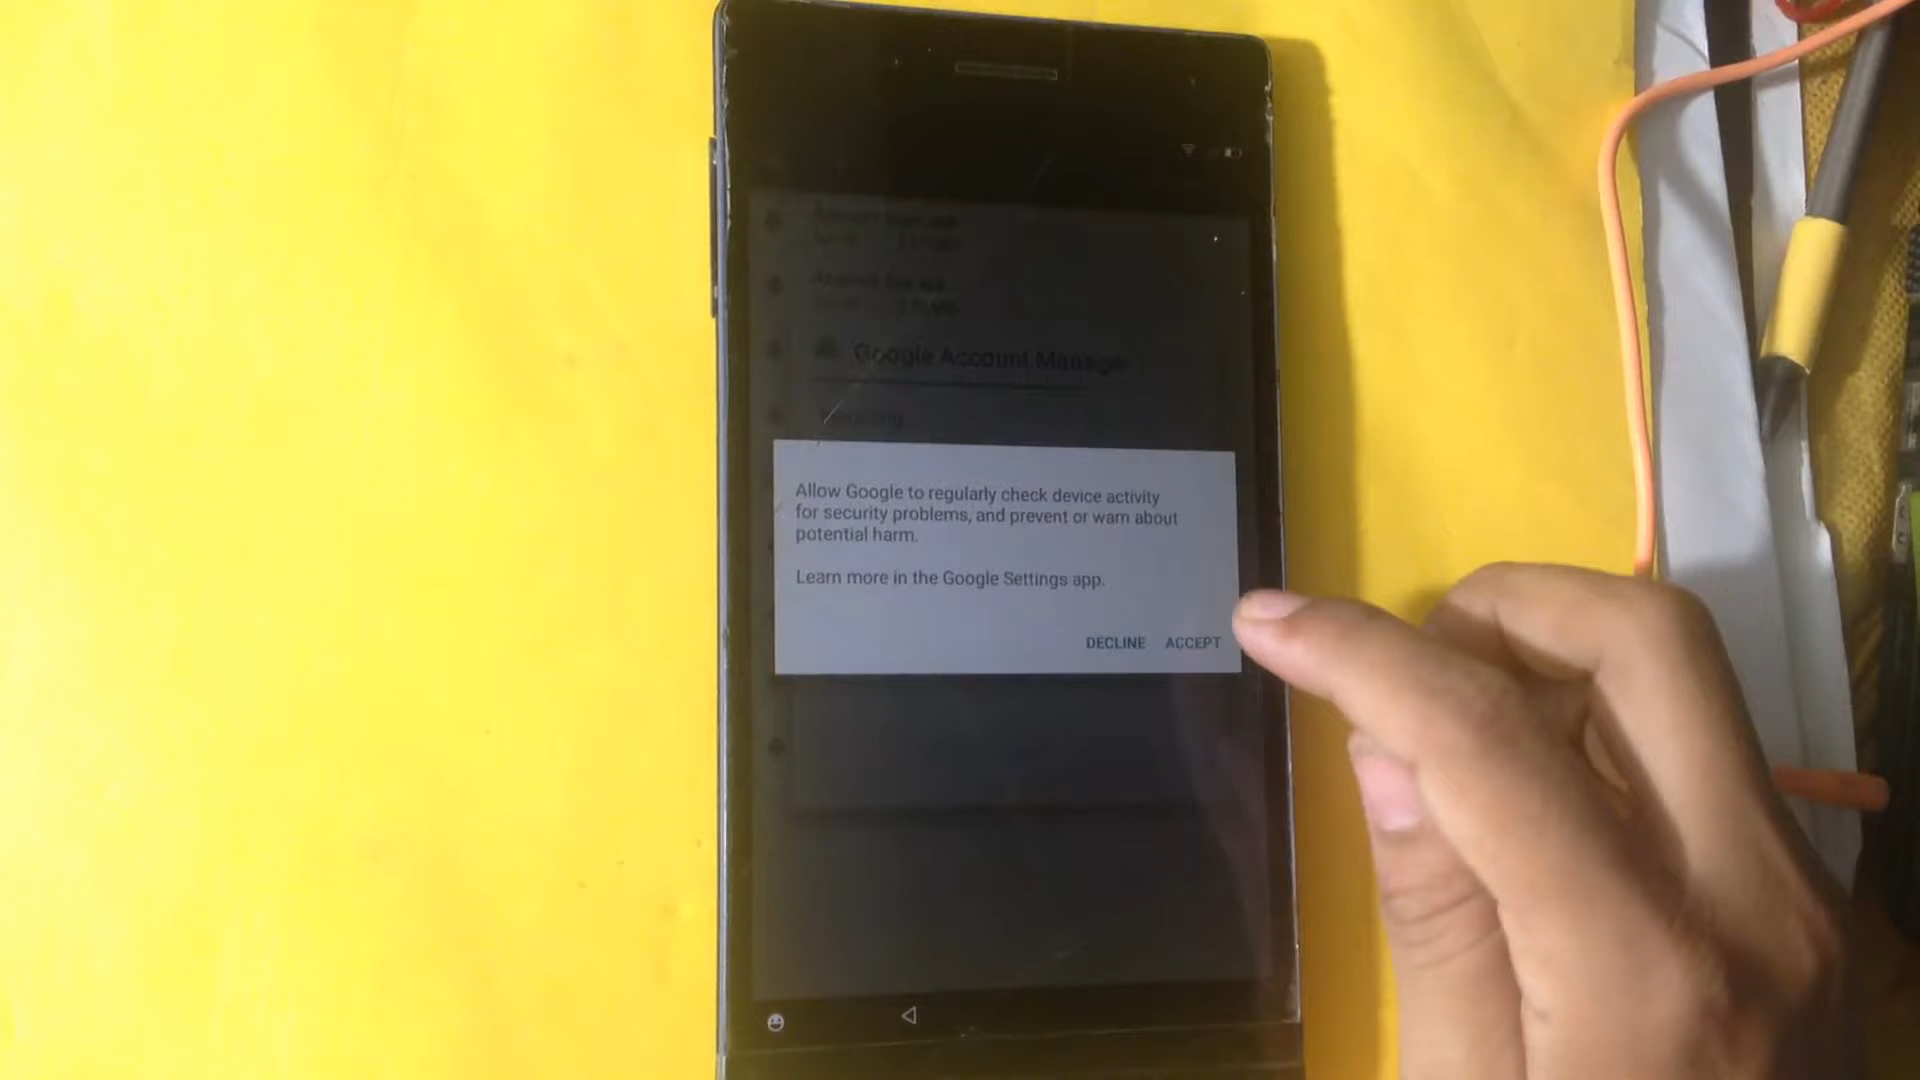 Google Account Manager
Allow Google to regularly check device activity
for security problems, and prevent or warn about
potential harm.
Learn more in the Google Settings app.
DECLINE ACCEPT